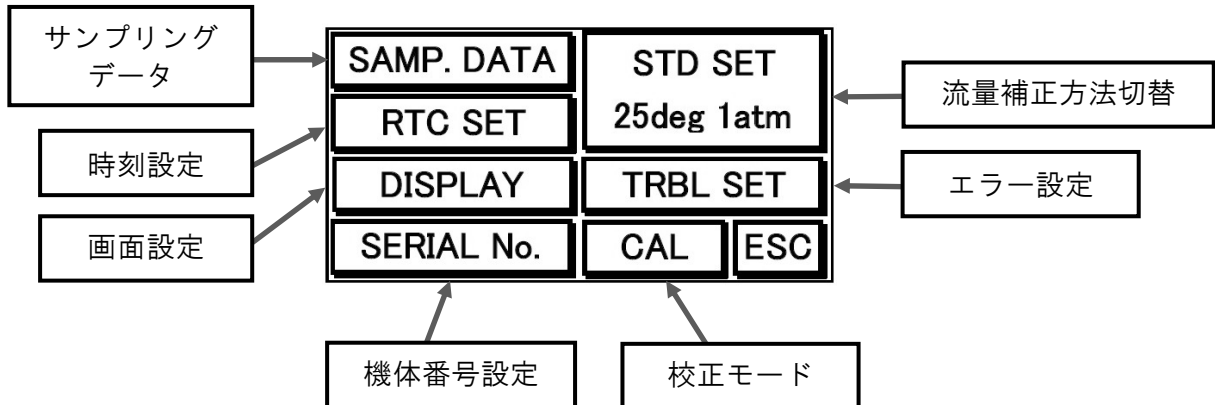 サンプリング
データ
時刻設定
画面設定
SAMP. DATA
RTC SET
DISPLAY
SERIAL No.
STD SET
25deg 1atm
TRBL SET
CAL
ESC
流量補正方法切替
エラー設定
機体番号設定
校正モード